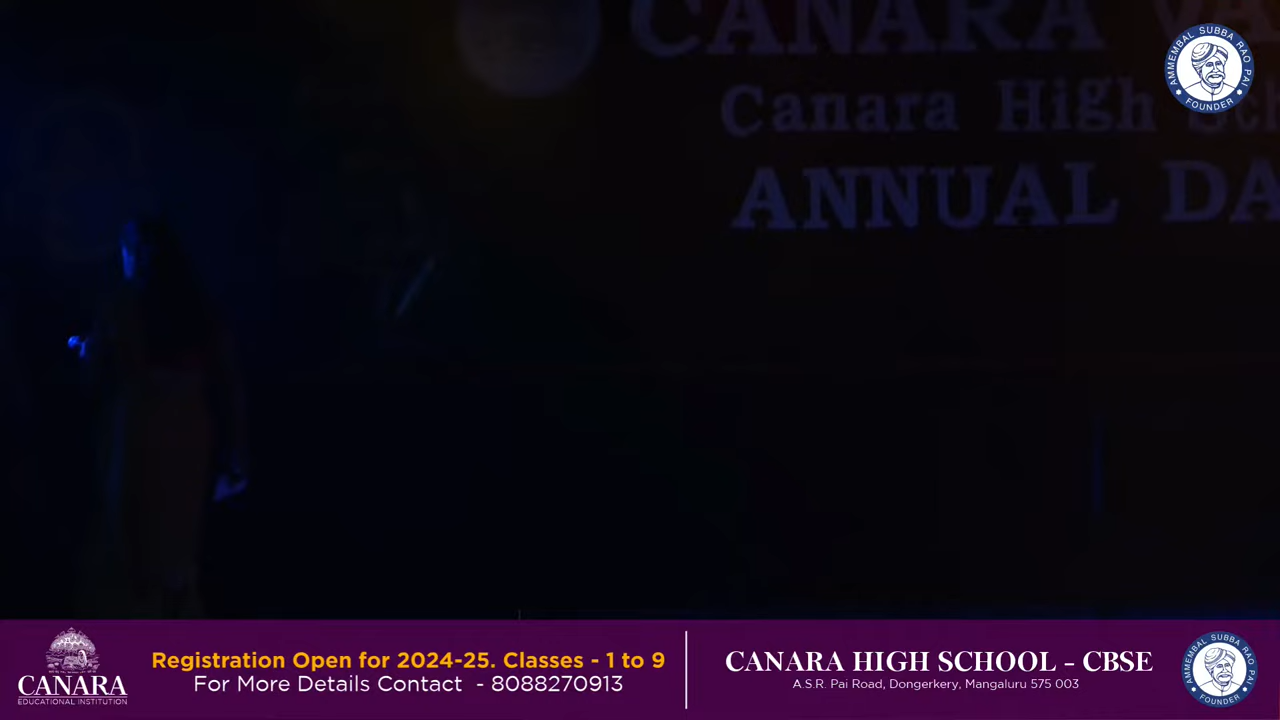 CANARA
Canara High
ANNUAL
AMMEMBAL SUBBA RAO PAI
FOUNDER
CANARA
EDUCATIONAL INSTITUTION
Registration Open for 2024-25. Classes - 1 to 9
For More Details Contact - 8088270913
CANARA HIGH SCHOOL - CBSE
A.S.R. Pai Road, Dongerkery, Mangaluru 575 003
AMMEMBAL SUBBA RAO PAI
FOUNDER